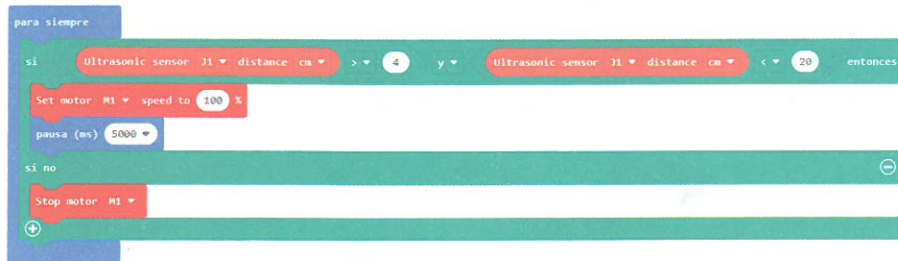 para siempre
si Ultrasonic sensor J1 distance cm > 4 y Ultrasonic sensor J1 distance cm < 20 entonces
Set motor M1 speed to 100 %
pausa (ms) 5000
si no
Stop motor M1